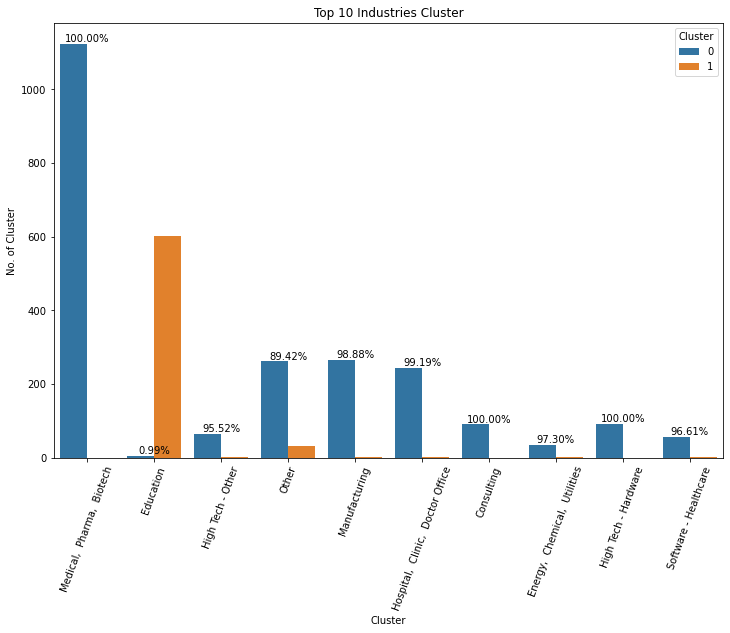 Top 10 Industries Cluster
Cluster
0
1
No. of Cluster
1000
800
600
400
200
0
100.00%
0.99%
95.52%
89.42%
98.88%
99.19%
100.00%
97.30%
100.00%
96.61%
Medical,  Pharma,  Biotech
Education
High Tech - Other
Other
Manufacturing
Hospital,  Clinic,  Doctor Office
Consulting
Energy,  Chemical,  Utilities
High Tech - Hardware
Software - Healthcare
Cluster